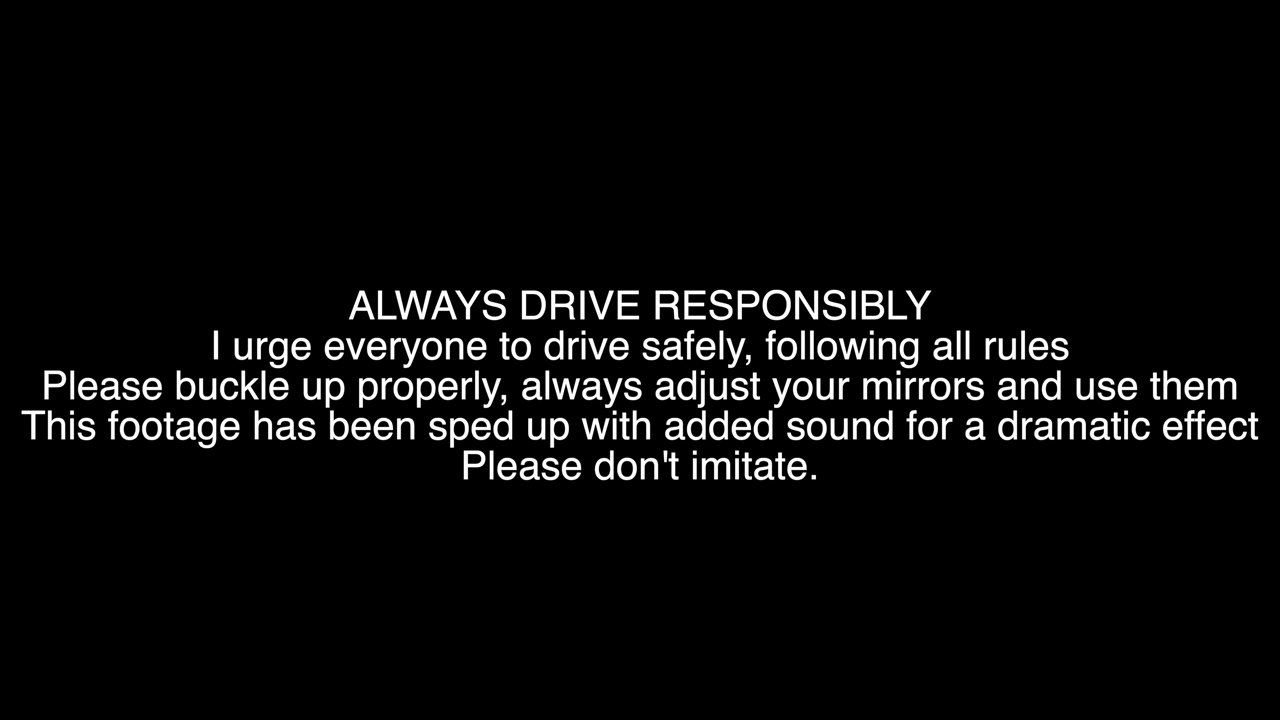 ALWAYS DRIVE RESPONSIBLY
I urge everyone to drive safely, following all rules
Please buckle up properly, always adjust your mirrors and use them
This footage has been sped up with added sound for a dramatic effect
Please don't imitate.